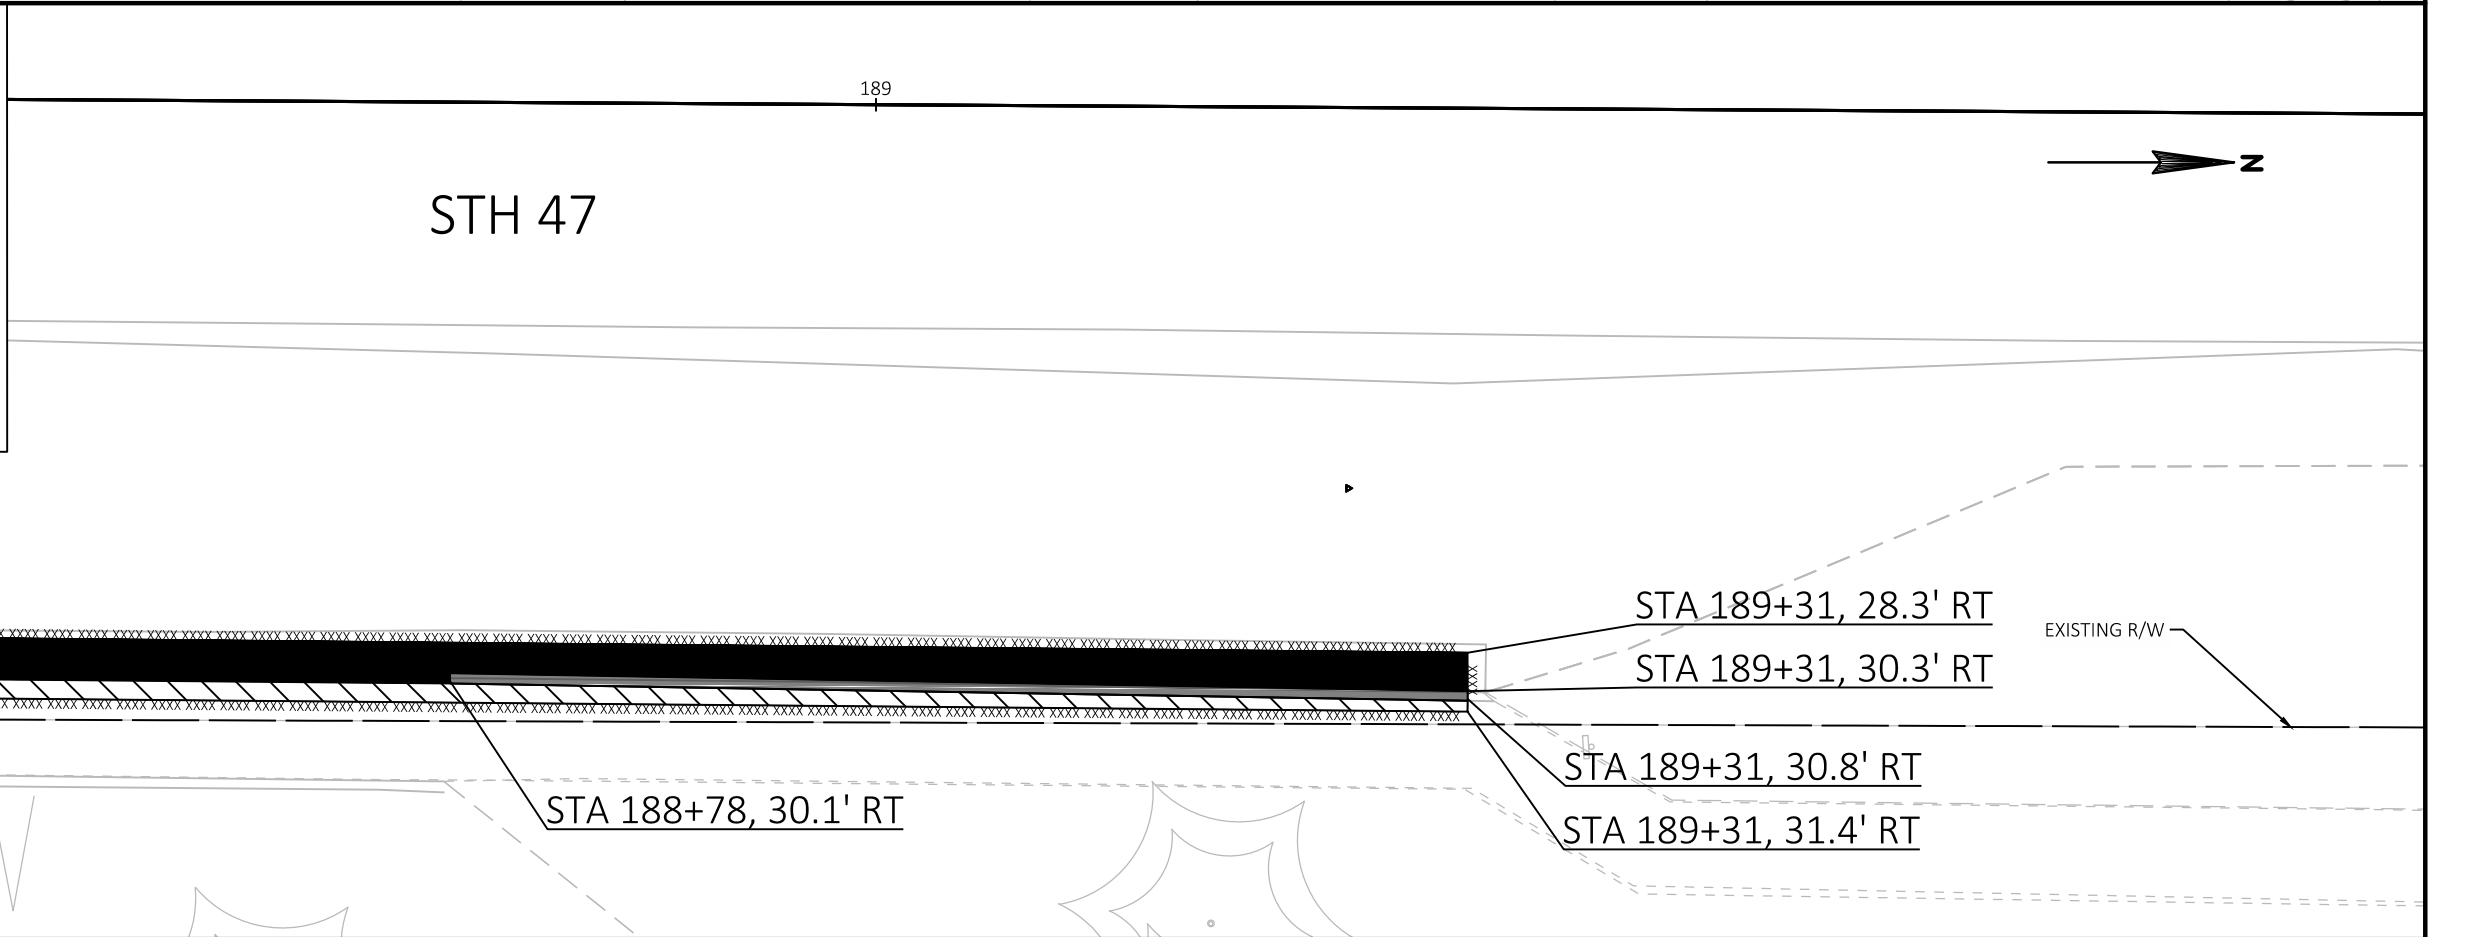 189
N
STH 47
STA 189+31, 28.3' RT
EXISTING R/W
STA 189+31, 30.3' RT
STA 189+31, 30.8' RT
STA 188+78, 30.1' RT
STA 189+31, 31.4' RT